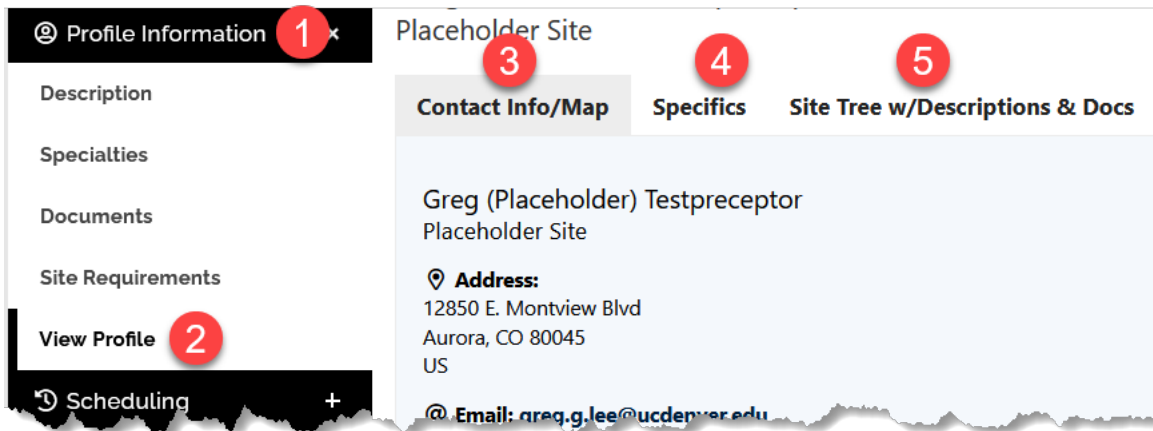 Profile Information 1 ×
Description
Specialties
Documents
Site Requirements
View Profile 2
Scheduling +
Placeholder Site
3 4 5
Contact Info/Map Specifics Site Tree w/Descriptions & Docs
Greg (Placeholder) Testpreceptor
Placeholder Site
Address:
12850 E. Montview Blvd
Aurora, CO 80045
US
@ Email: greg.g.lee@ucdenver.edu